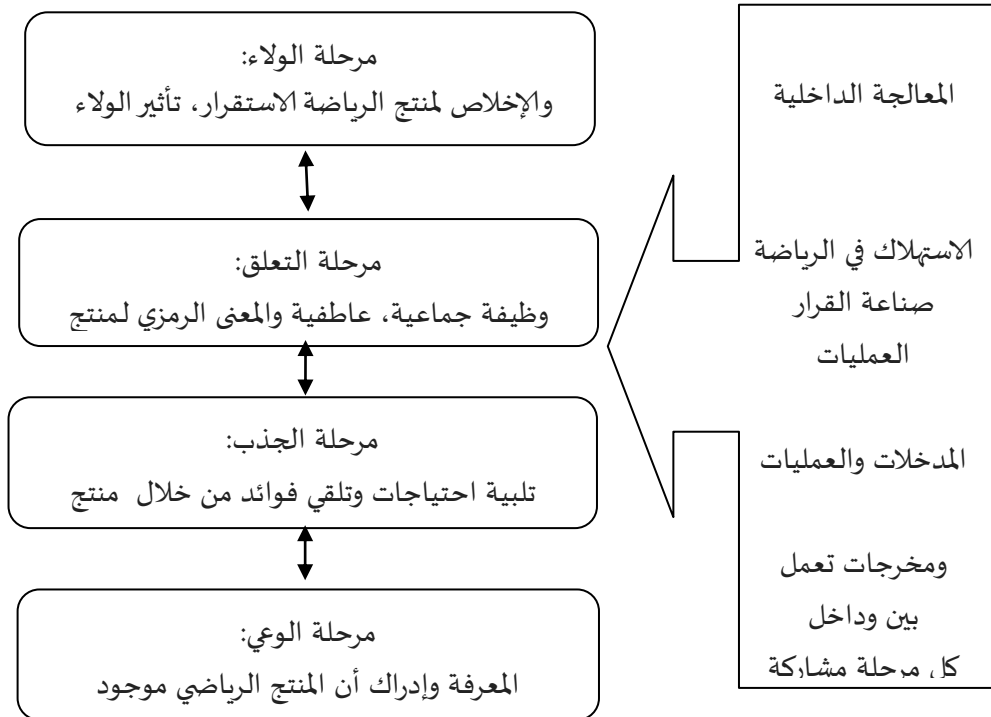 مرحلة الولاء:
والإخلاص لمنتج الرياضة الاستقرار، تأثير الولاء
مرحلة التعلق:
وظيفة جماعية، عاطفية والمعنى الرمزي لمنتج
مرحلة الجذب:
تلبية احتياجات وتلقي فوائد من خلال منتج
مرحلة الوعي:
المعرفة وإدراك أن المنتج الرياضي موجود
المعالجة الداخلية
الاستهلاك في الرياضة
صناعة القرار
العمليات
المدخلات والعمليات
ومخرجات تعمل
بين وداخل
كل مرحلة مشاركة